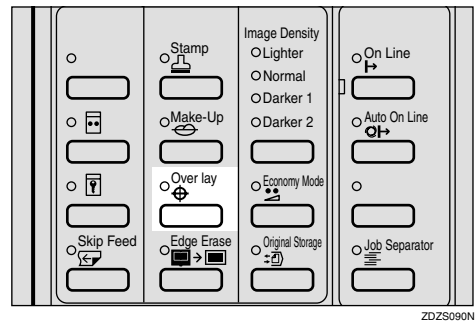 Stamp
Make-Up
Over lay
Skip Feed
Edge Erase
Image Density
Lighter
Normal
Darker 1
Darker 2
Economy Mode
Original Storage
On Line
Auto On Line
Job Separator
ZDZS090N